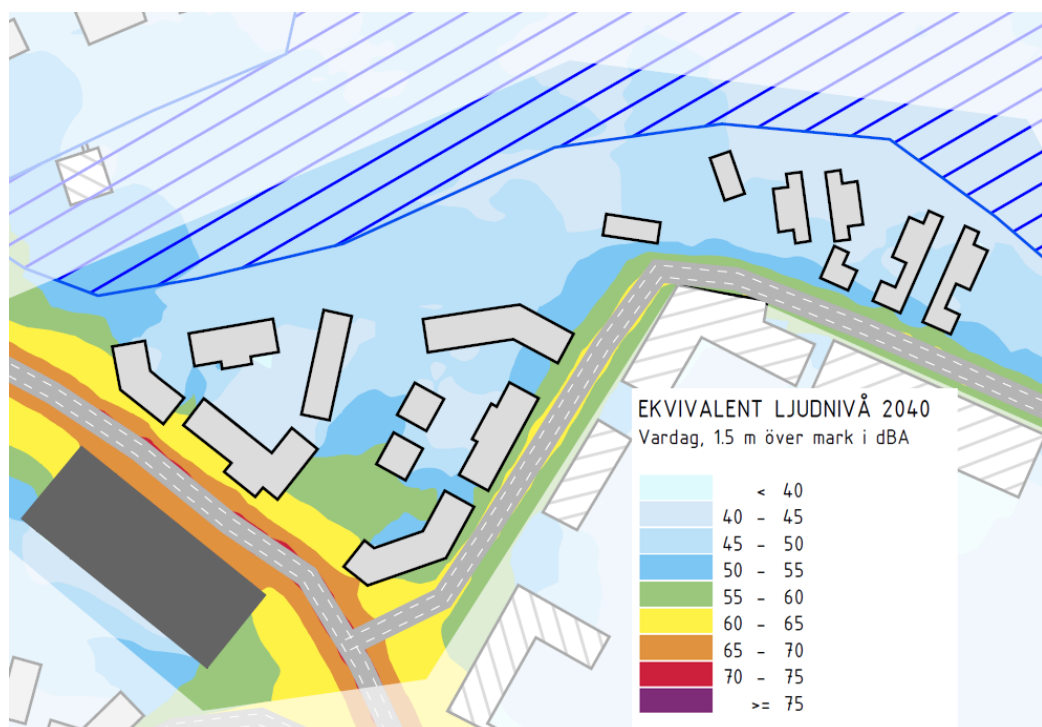 EKVIVALENT LJUDNIVÅ 2040
Vardag, 1.5 m över mark i dBA
< 40
40 - 45
45 - 50
50 - 55
55 - 60
60 - 65
65 - 70
70 - 75
>= 75